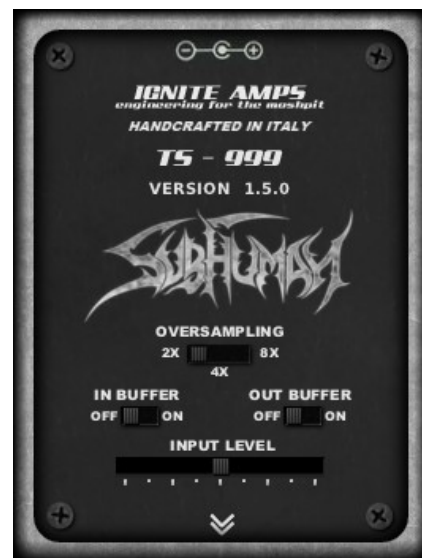 IGNITE AMPS
engineering for the moshpit
HANDCRAFTED IN ITALY
TS - 999
VERSION 1.5.0
SUBHUMAN
OVERSAMPLING
2X 8X
4X
IN BUFFER OUT BUFFER
OFF ON OFF ON
INPUT LEVEL